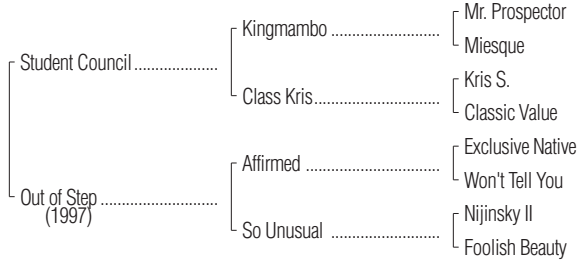 Mr. Prospector
Kingmambo ......................
Miesque
Student Council .....................
Kris S.
Class Kris..........................
Classic Value
Exclusive Native
Affirmed ...........................
Won't Tell You
Out of Step ........................
(1997)
Nijinsky II
So Unusual ......................
Foolish Beauty